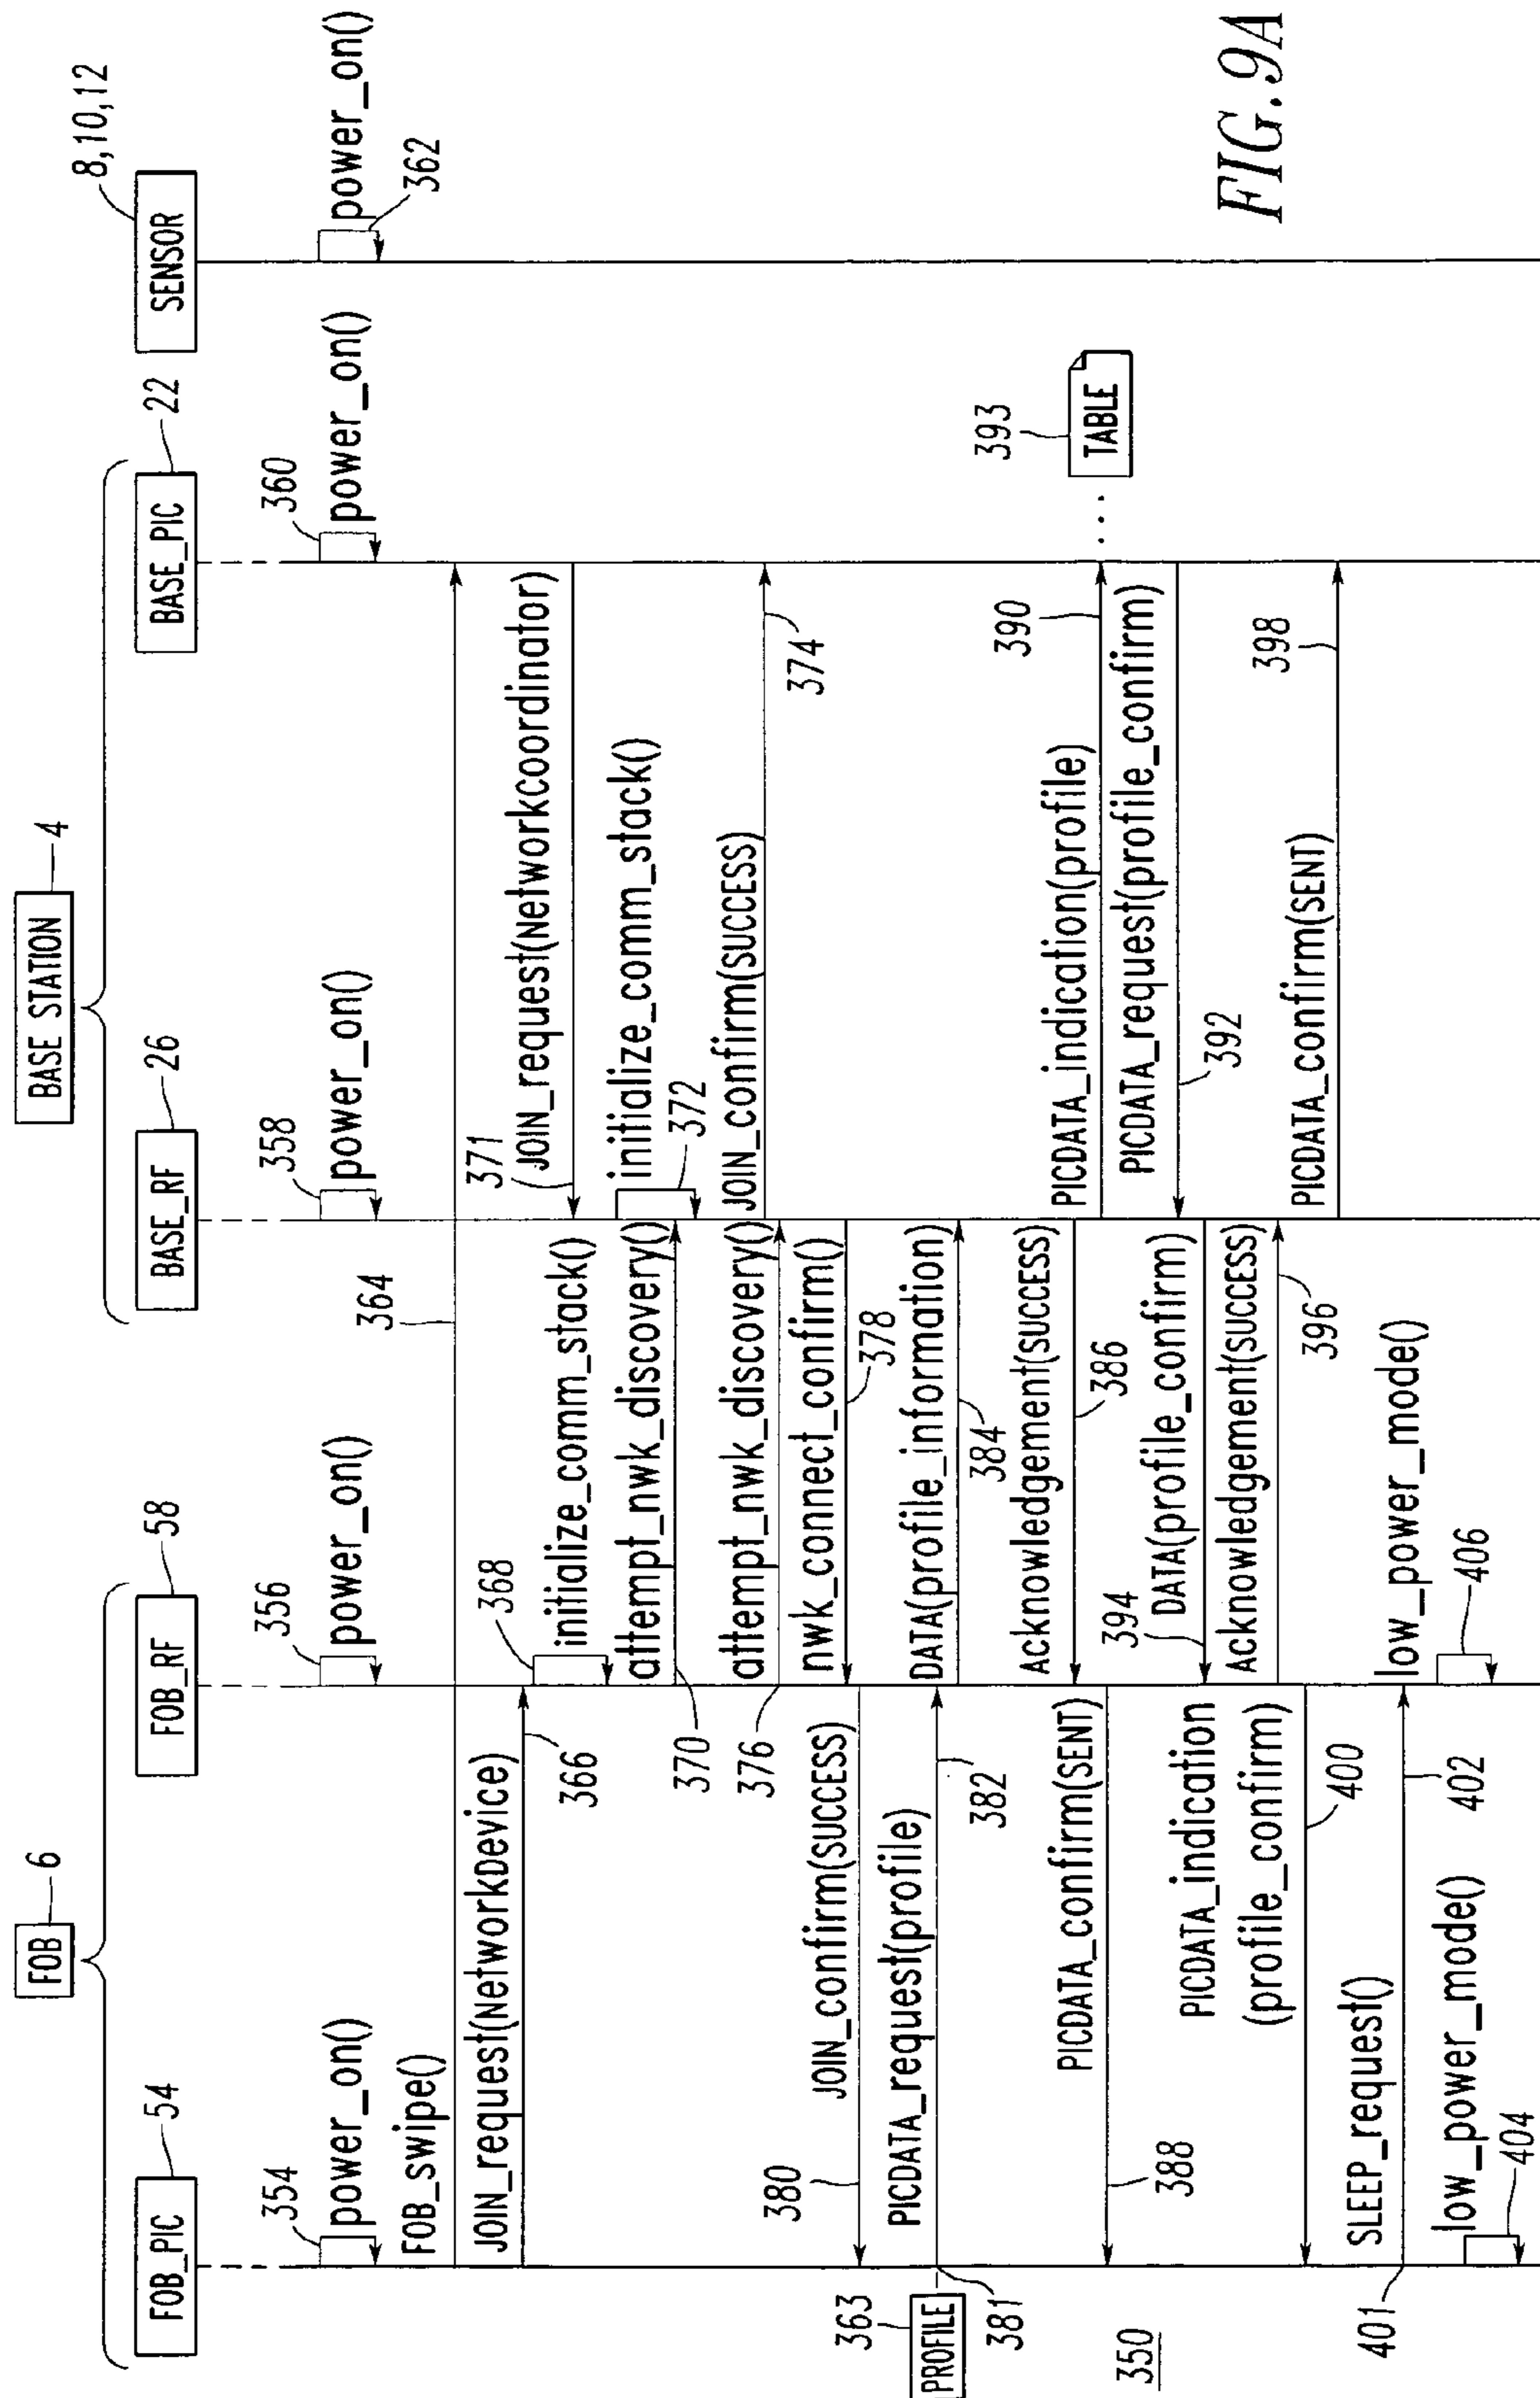 FOB 6
BASE STATION 4
FOB_PIC 54
FOB_RF 58
BASE_RF 26
BASE_PIC 22
SENSOR 8,10,12
354 power_on()
356 power_on()
358 power_on()
360 power_on()
power_on() 362
FOB_swipe() 364
JOIN_request(NetworkDevice) 366
368 initialize_comm_stack()
attempt_nwk_discovery() 370
371 JOIN_request(NetworkCoordinator)
initialize_comm_stack() 372
JOIN_confirm(SUCCESS) 374
attempt_nwk_discovery() 376
nwk_connect_confirm() 378
JOIN_confirm(SUCCESS) 380
363 PROFILE 381
PICDATA_request(profile) 382
DATA(profile_information) 384
Acknowledgement(SUCCESS) 386
PICDATA_confirm(SENT) 388
PICDATA_indication(profile) 390
393 TABLE
...
PICDATA_request(profile_confirm) 392
394 DATA(profile_confirm)
Acknowledgement(SUCCESS) 396
PICDATA_confirm(SENT) 398
PICDATA_indication
(profile_confirm) 400
401 SLEEP_request() 402
low_power_mode() 404
low_power_mode() 406
350
FIG. 9A